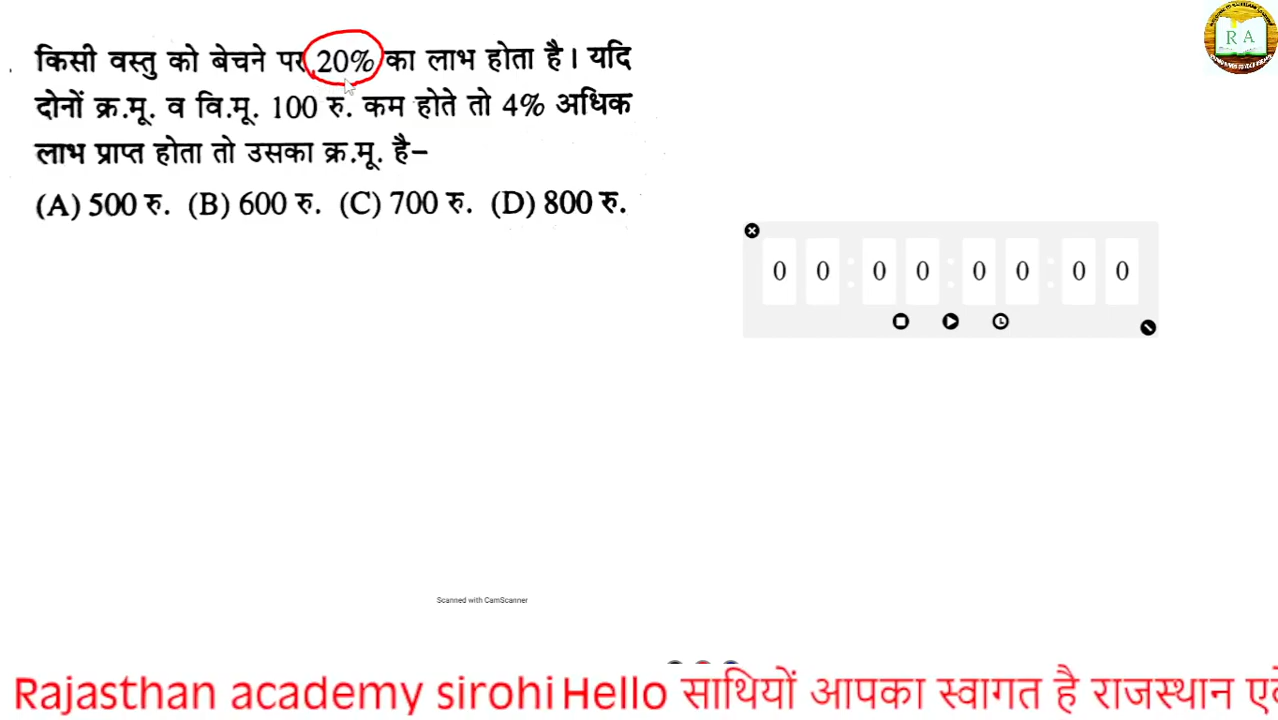 किसी वस्तु को बेचने पर 20% का लाभ होता है। यदि
दोनों क्र.मू. व वि.मू. 100 रु. कम होते तो 4% अधिक
लाभ प्राप्त होता तो उसका क्र.मू. है–
(A) 500 रु. (B) 600 रु. (C) 700 रु. (D) 800 रु.
R A
0 0 : 0 0 : 0 0 : 0 0
Scanned with CamScanner
Rajasthan academy sirohi Hello साथियों आपका स्वागत है राजस्थान